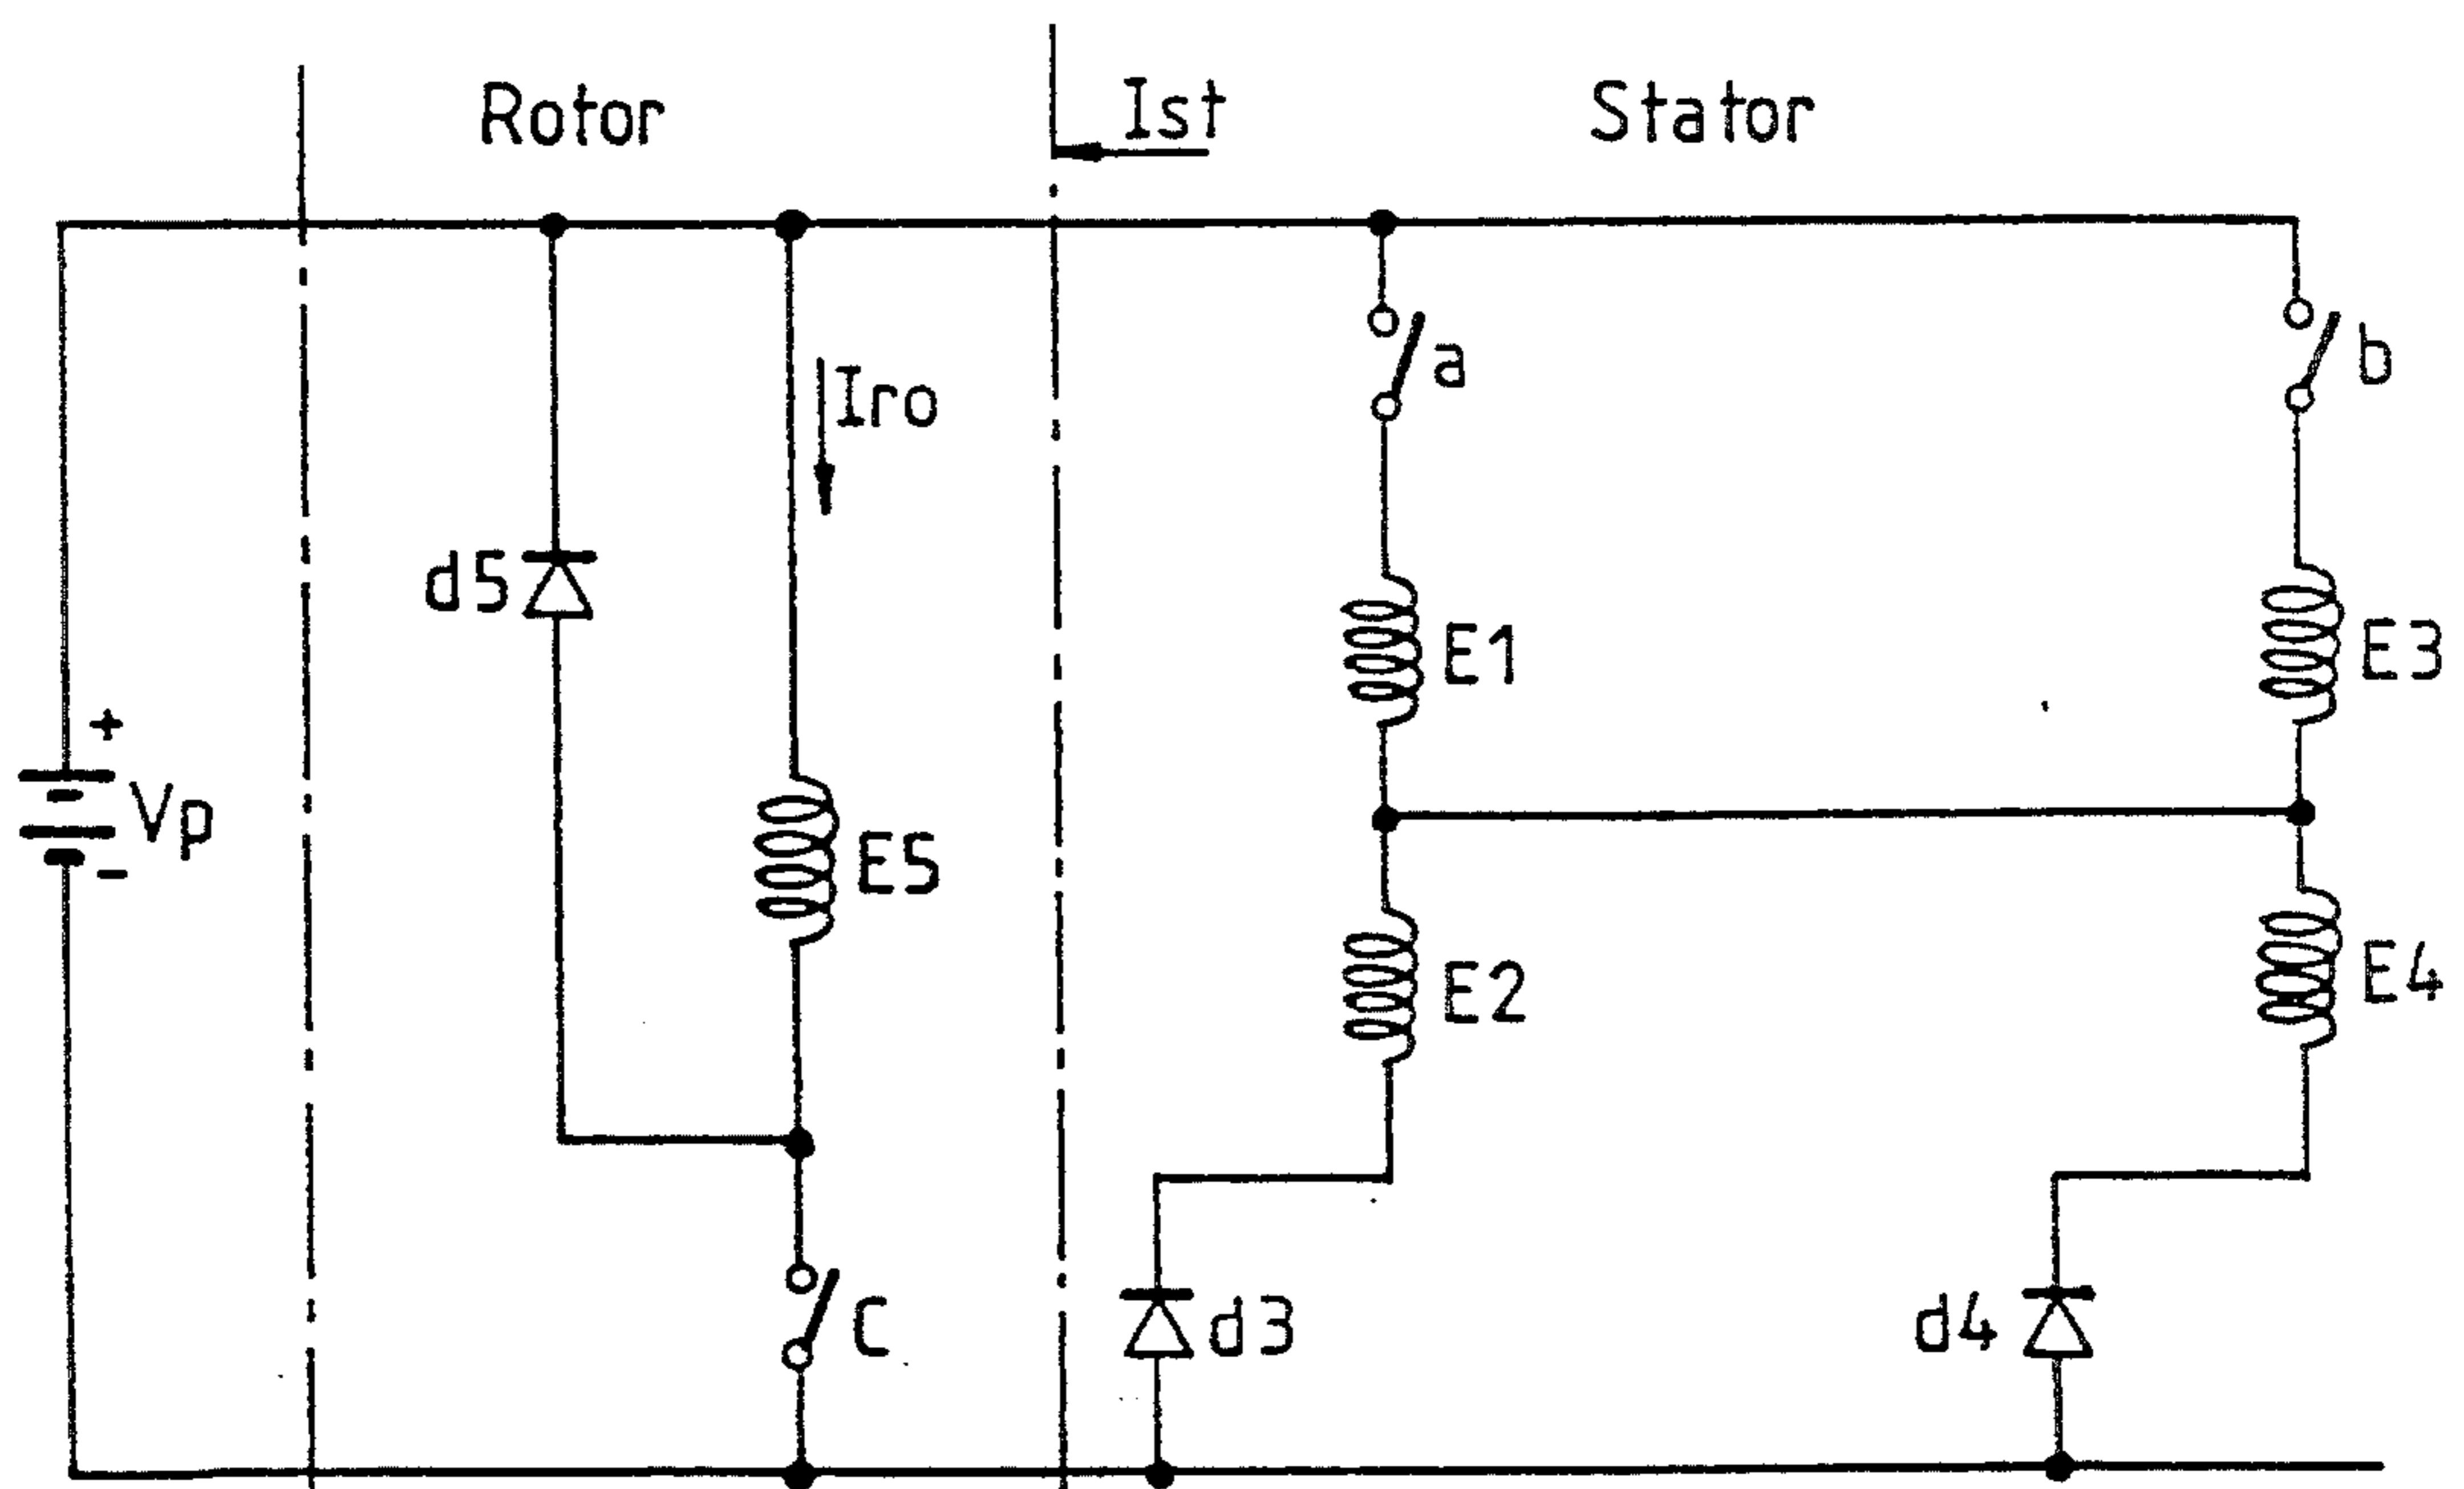 Rotor
Ist
Stator
a
b
Iro
d5
E1
E3
+
Vp
-
E5
E2
E4
C
d3
d4